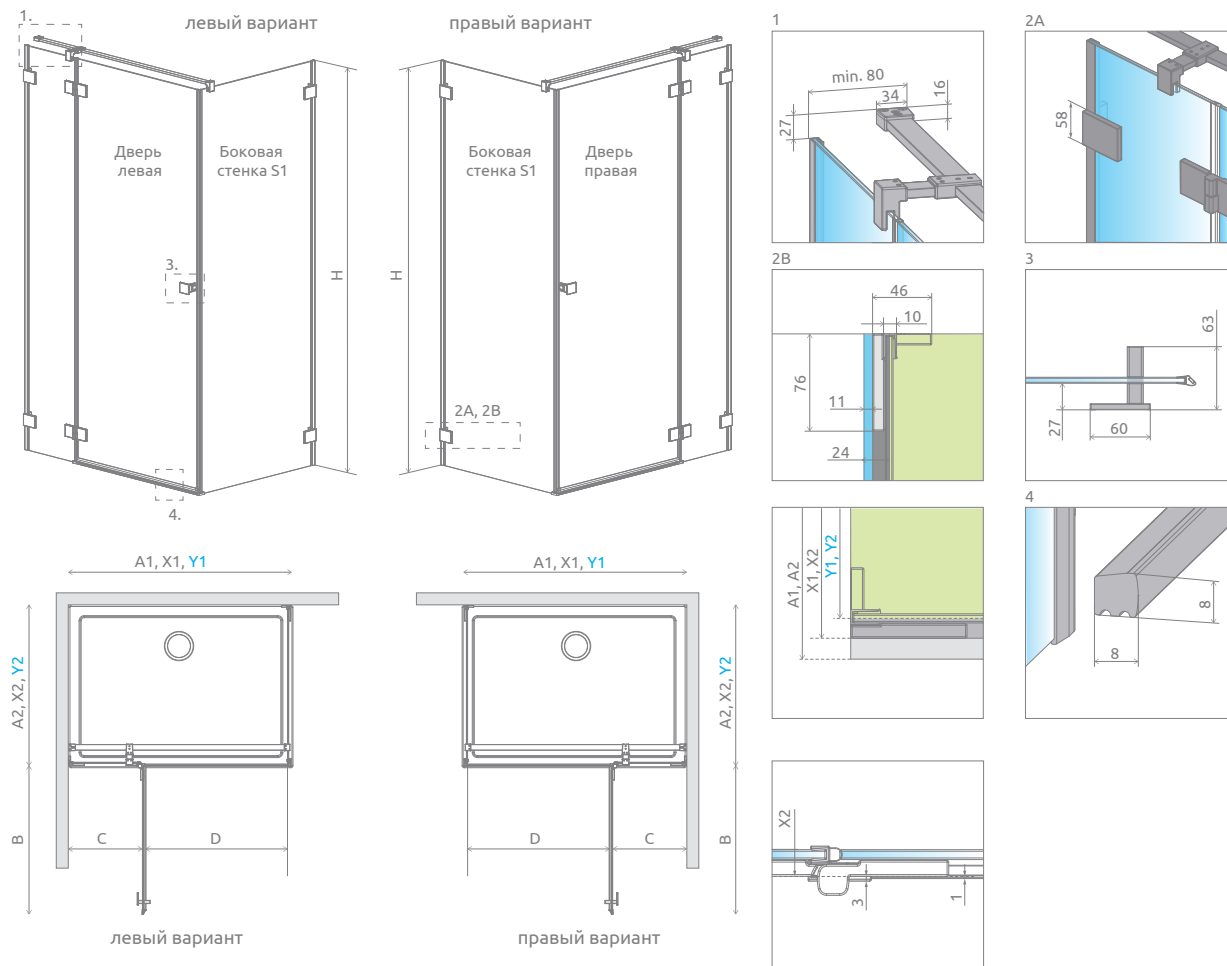 1.
левый вариант
правый вариант
Дверь
левая
Боковая
стенка S1
H
3.
4.
H
Боковая
стенка S1
Дверь
правая
2A, 2B
1
min. 80
34
16
27
2A
58
2B
46
10
76
11
24
3
63
27
60
A1, A2
X1, X2
Y1, Y2
4
8
8
A1, X1, Y1
A2, X2, Y2
B
C
D
левый вариант
A1, X1, Y1
A2, X2, Y2
B
D
C
правый вариант
X2
3
1